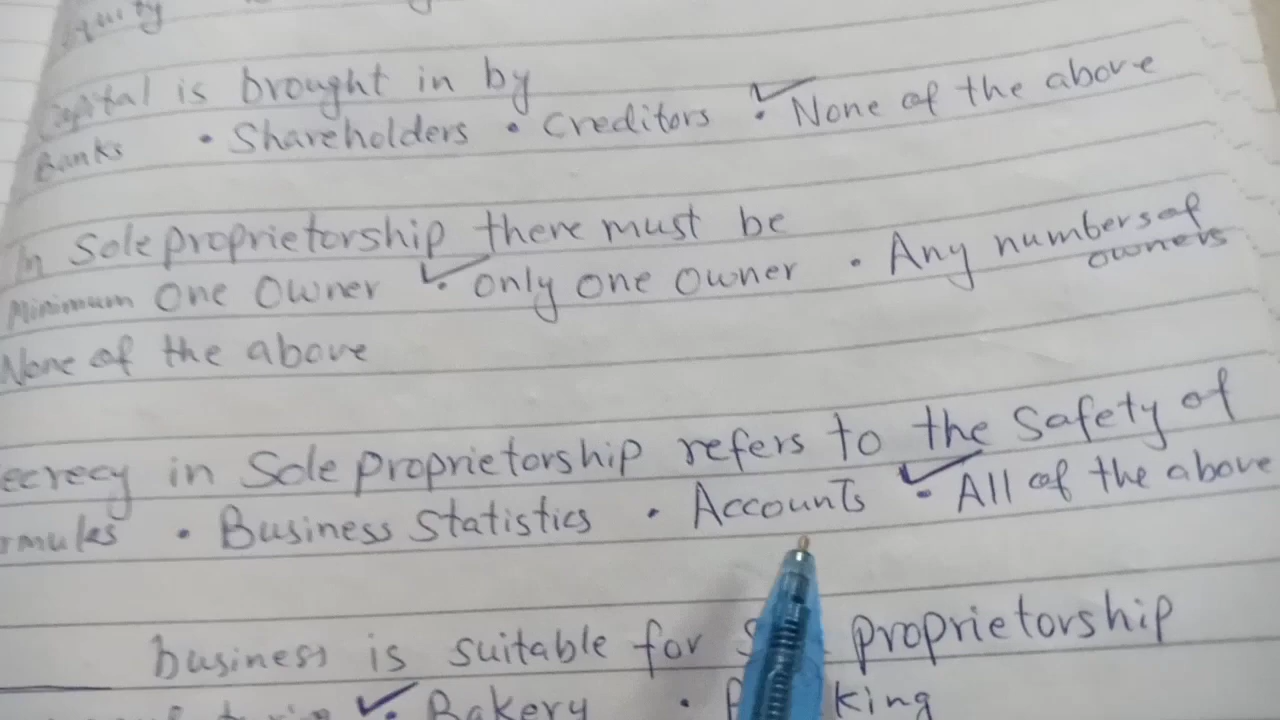 Capital is brought in by
Banks • Shareholders • Creditors • None of the above
In Sole proprietorship there must be
Minimum One Owner • only one owner • Any numbers of owners
None of the above
ecrecy in Sole proprietorship refers to the Safety of
rmules • Business Statistics • Accounts • All of the above
business is suitable for proprietorship
• Bakery • king